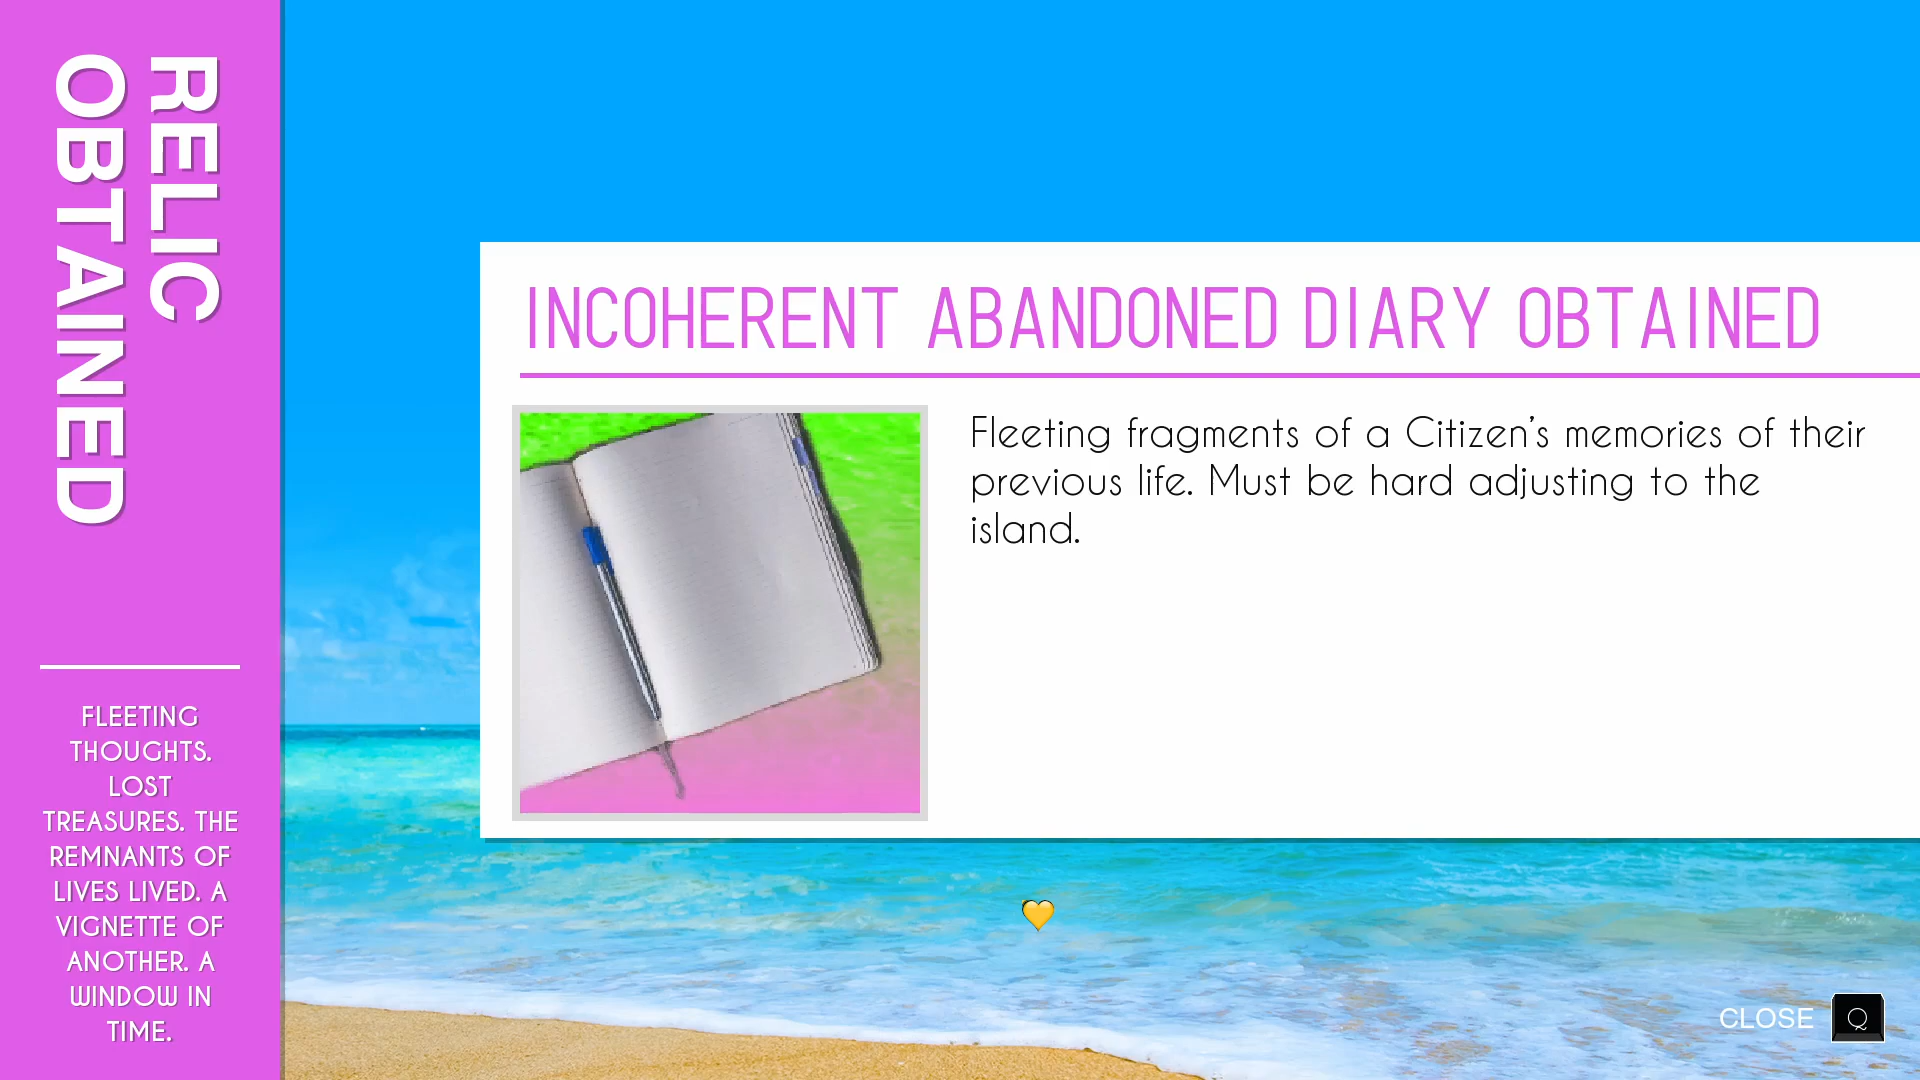 RELIC
OBTAINED
FLEETING
THOUGHTS.
LOST
TREASURES. THE
REMNANTS OF
LIVES LIVED. A
VIGNETTE OF
ANOTHER. A
WINDOW IN
TIME.
INCOHERENT ABANDONED DIARY OBTAINED
Fleeting fragments of a Citizen's memories of their
previous life. Must be hard adjusting to the
island.
CLOSE Q